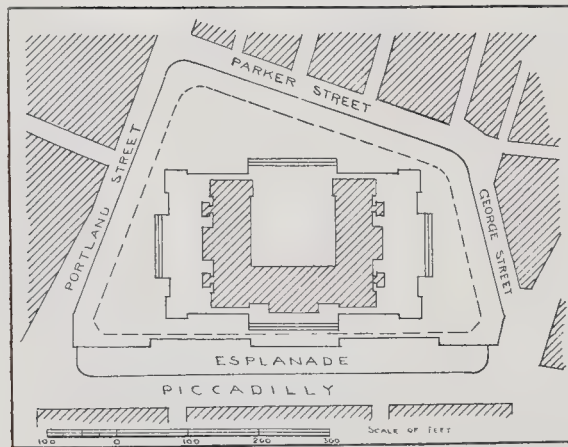 PARKER STREET
PORTLAND STREET
GEORGE STREET
ESPLANADE
PICCADILLY
100 0 100 200 300
SCALE OF FEET